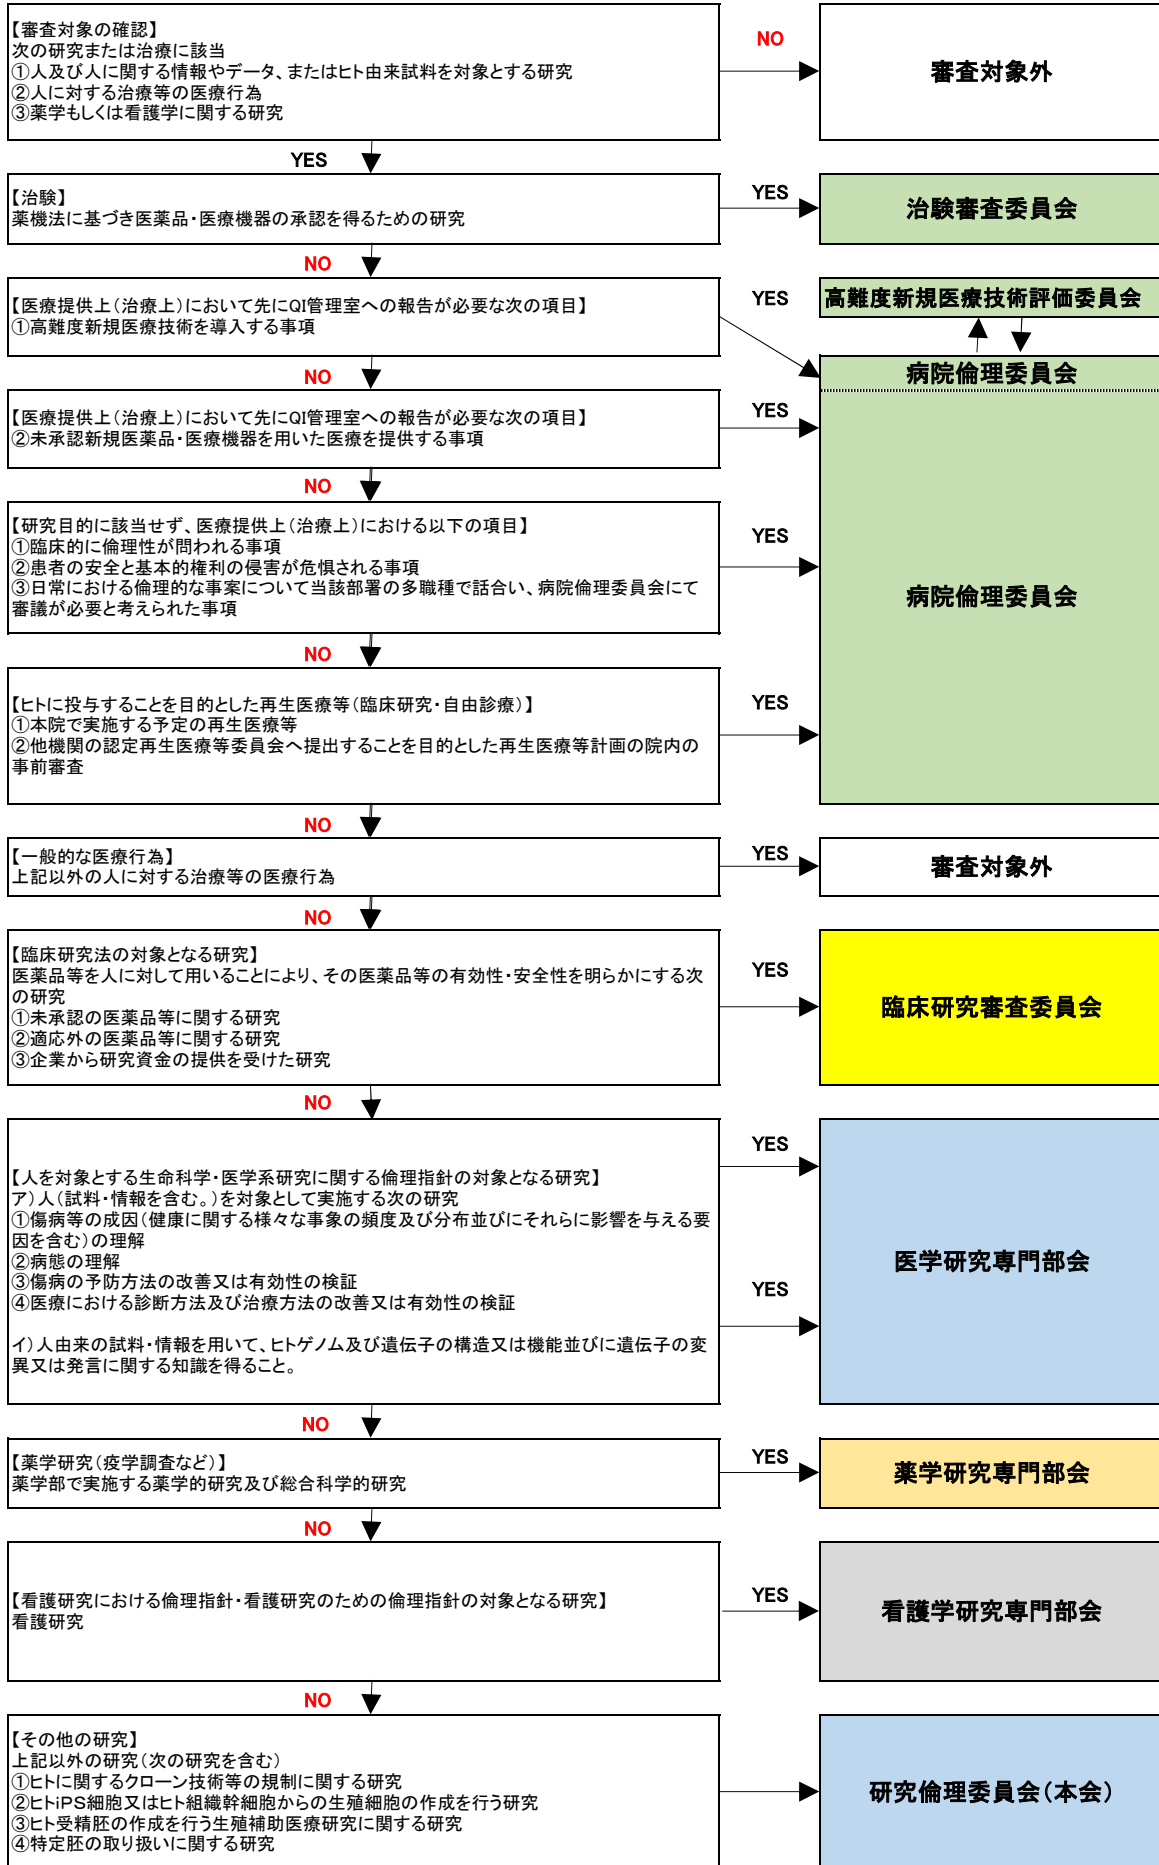 【審査対象の確認】
次の研究または治療に該当
①人及び人に関する情報やデータ、またはヒト由来試料を対象とする研究
②人に対する治療等の医療行為
③薬学もしくは看護学に関する研究
NO
審査対象外
YES
【治験】
薬機法に基づき医薬品・医療機器の承認を得るための研究
YES
治験審査委員会
NO
【医療提供上(治療上)において先にQI管理室への報告が必要な次の項目】
①高難度新規医療技術を導入する事項
YES
高難度新規医療技術評価委員会
病院倫理委員会
NO
【医療提供上(治療上)において先にQI管理室への報告が必要な次の項目】
②未承認新規医薬品・医療機器を用いた医療を提供する事項
YES
NO
【研究目的に該当せず、医療提供上(治療上)における以下の項目】
①臨床的に倫理性が問われる事項
②患者の安全と基本的権利の侵害が危惧される事項
③日常における倫理的な事案について当該部署の多職種で話合い、病院倫理委員会にて
審議が必要と考えられた事項
YES
病院倫理委員会
NO
【ヒトに投与することを目的とした再生医療等(臨床研究・自由診療)】
①本院で実施する予定の再生医療等
②他機関の認定再生医療等委員会へ提出することを目的とした再生医療等計画の院内の
事前審査
YES
NO
【一般的な医療行為】
上記以外の人に対する治療等の医療行為
YES
審査対象外
NO
【臨床研究法の対象となる研究】
医薬品等を人に対して用いることにより、その医薬品等の有効性・安全性を明らかにする次
の研究
①未承認の医薬品等に関する研究
②適応外の医薬品等に関する研究
③企業から研究資金の提供を受けた研究
YES
臨床研究審査委員会
NO
【人を対象とする生命科学・医学系研究に関する倫理指針の対象となる研究】
ア)人(試料・情報を含む。)を対象として実施する次の研究
①傷病等の成因(健康に関する様々な事象の頻度及び分布並びにそれらに影響を与える要
因を含む)の理解
②病態の理解
③傷病の予防方法の改善又は有効性の検証
④医療における診断方法及び治療方法の改善又は有効性の検証
イ)人由来の試料・情報を用いて、ヒトゲノム及び遺伝子の構造又は機能並びに遺伝子の変
異又は発言に関する知識を得ること。
YES
医学研究専門部会
YES
NO
【薬学研究(疫学調査など)】
薬学部で実施する薬学的研究及び総合科学的研究
YES
薬学研究専門部会
NO
【看護研究における倫理指針・看護研究のための倫理指針の対象となる研究】
看護研究
YES
看護学研究専門部会
NO
【その他の研究】
上記以外の研究(次の研究を含む)
①ヒトに関するクローン技術等の規制に関する研究
②ヒトiPS細胞又はヒト組織幹細胞からの生殖細胞の作成を行う研究
③ヒト受精胚の作成を行う生殖補助医療研究に関する研究
④特定胚の取り扱いに関する研究
研究倫理委員会(本会)